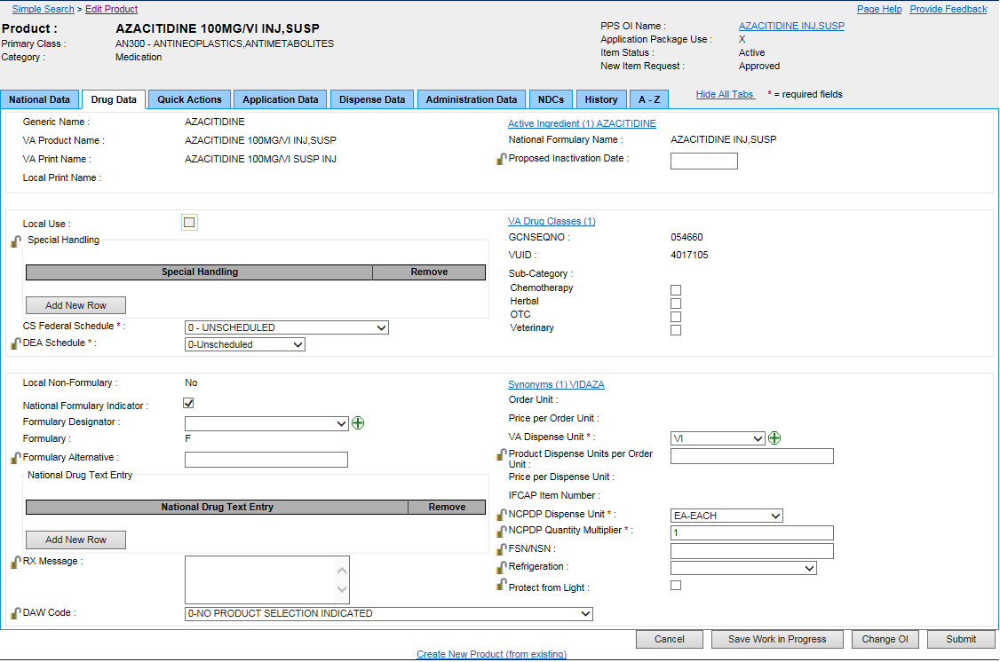 Simple Search > Edit Product
Page Help Provide Feedback
Product : AZACITIDINE 100MG/VI INJ,SUSP
Primary Class : AN300 - ANTINEOPLASTICS,ANTIMETABOLITES
Category : Medication
PPS OI Name : AZACITIDINE INJ,SUSP
Application Package Use : X
Item Status : Active
New Item Request : Approved
National Data Drug Data Quick Actions Application Data Dispense Data Administration Data NDCs History A - Z Hide All Tabs * = required fields
Generic Name : AZACITIDINE
VA Product Name : AZACITIDINE 100MG/VI INJ,SUSP
VA Print Name : AZACITIDINE 100MG/VI SUSP INJ
Local Print Name :
Active Ingredient (1) AZACITIDINE
National Formulary Name : AZACITIDINE INJ,SUSP
Proposed Inactivation Date :
Local Use :
Special Handling
Special Handling Remove
Add New Row
CS Federal Schedule * : 0 - UNSCHEDULED
DEA Schedule * : 0-Unscheduled
VA Drug Classes (1)
GCNSEQNO : 054660
VUID : 4017105
Sub-Category :
Chemotherapy
Herbal
OTC
Veterinary
Local Non-Formulary : No
National Formulary Indicator :
Formulary Designator :
Formulary : F
Formulary Alternative :
National Drug Text Entry
National Drug Text Entry Remove
Add New Row
RX Message :
DAW Code : 0-NO PRODUCT SELECTION INDICATED
Synonyms (1) VIDAZA
Order Unit :
Price per Order Unit :
VA Dispense Unit * : VI
Product Dispense Units per Order
Unit :
Price per Dispense Unit :
IFCAP Item Number :
NCPDP Dispense Unit * : EA-EACH
NCPDP Quantity Multiplier * : 1
FSN/NSN :
Refrigeration :
Protect from Light :
Cancel Save Work in Progress Change OI Submit
Create New Product (from existing)